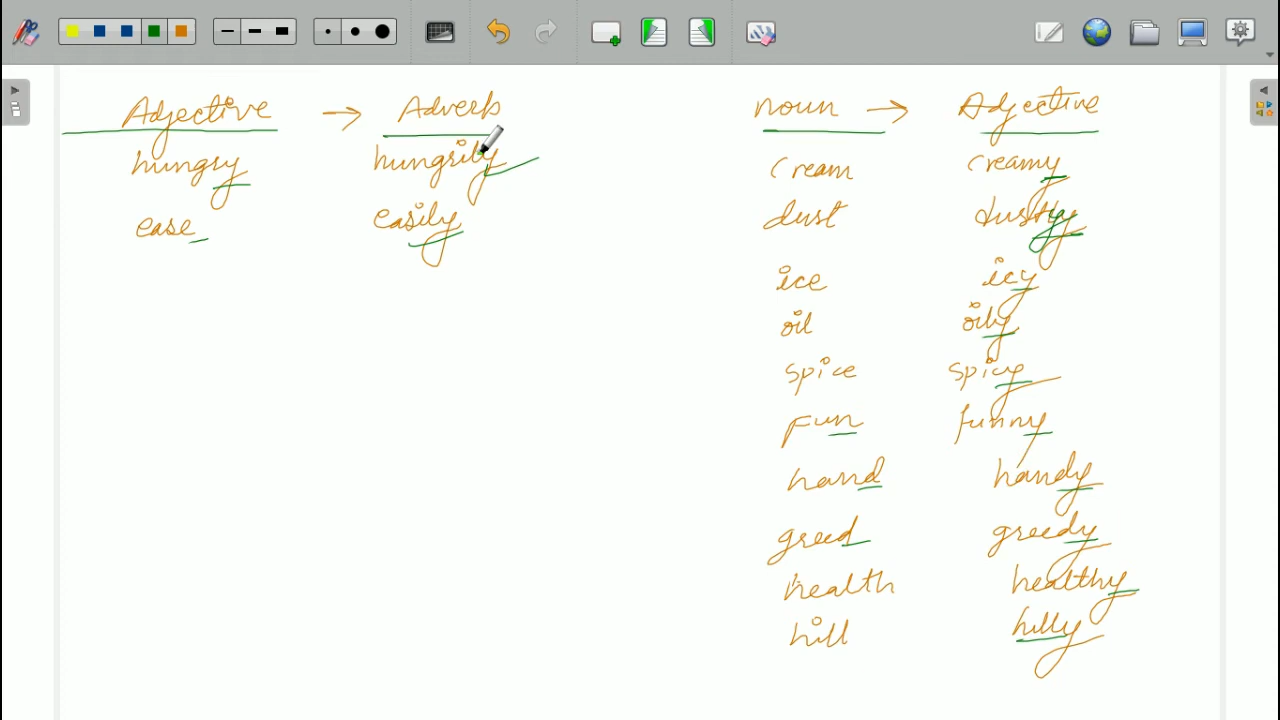 Adjective → Adverb noun → Adjective
hungry hungrily cream creamy
ease easily dust dusty
ice icy
oil oily
spice spicy
fun funny
hand handy
greed greedy
health healthy
hill hilly